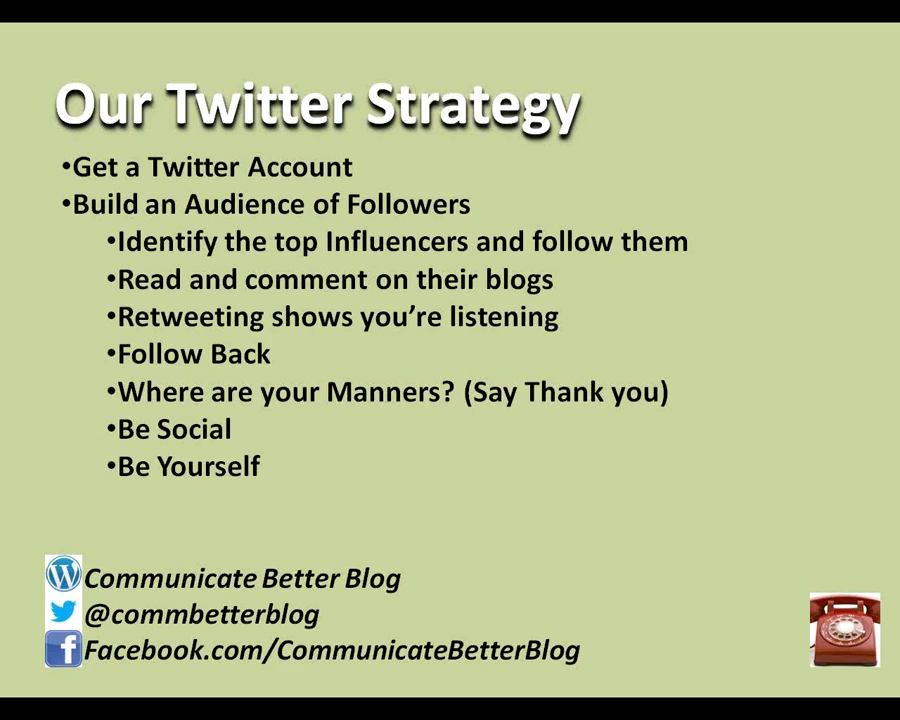 Our Twitter Strategy
•Get a Twitter Account
•Build an Audience of Followers
•Identify the top Influencers and follow them
•Read and comment on their blogs
•Retweeting shows you’re listening
•Follow Back
•Where are your Manners? (Say Thank you)
•Be Social
•Be Yourself
Communicate Better Blog
@commbetterblog
Facebook.com/CommunicateBetterBlog